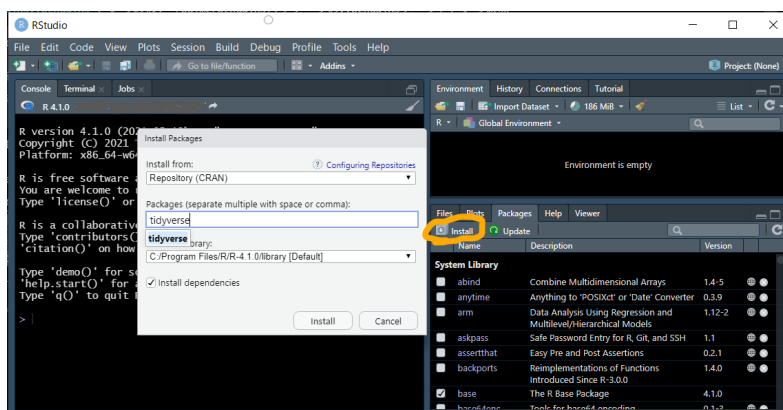 RStudio
File Edit Code View Plots Session Build Debug Profile Tools Help
Go to file/function Addins
Project: (None)
Console Terminal Jobs
R 4.1.0
R version 4.1.0
Copyright (C) 2021
Platform:
R is free software
You are welcome to
Type 'license()' or
R is a collaborative
Type 'contributors()
'citation()' on how
Type 'demo()' for
'help.start()' for
Type 'q()' to quit
>
Install Packages
Install from:
? Configuring Repositories
Repository (CRAN)
Packages (separate multiple with space or comma):
tidyverse
tidyverse
brary:
C:/Program Files/R/R-4.1.0/library [Default]
Install dependencies
Install Cancel
Environment History Connections Tutorial
Import Dataset 186 MiB List
R Global Environment
Environment is empty
Files Plots Packages Help Viewer
Install Update
Name Description Version
System Library
abind Combine Multidimensional Arrays 1.4-5
anytime Anything to 'POSIXct' or 'Date' Converter 0.3.9
arm Data Analysis Using Regression and 1.12-2
Multilevel/Hierarchical Models
askpass Safe Password Entry for R, Git, and SSH 1.1
assertthat Easy Pre and Post Assertions 0.2.1
backports Reimplementations of Functions 1.4.0
Introduced Since R-3.0.0
base The R Base Package 4.1.0
base64enc Tools for base64 encoding 0.1-3